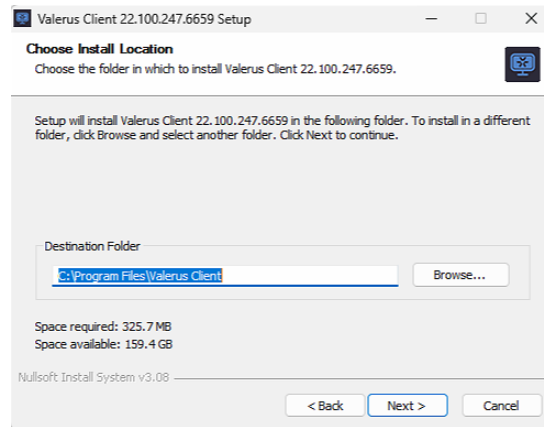 Valerus Client 22.100.247.6659 Setup
Choose Install Location
Choose the folder in which to install Valerus Client 22.100.247.6659.
Setup will install Valerus Client 22.100.247.6659 in the following folder. To install in a different
folder, click Browse and select another folder. Click Next to continue.
Destination Folder
C:\Program Files\Valerus Client
Browse...
Space required: 325.7 MB
Space available: 159.4 GB
Nullsoft Install System v3.08
< Back
Next >
Cancel